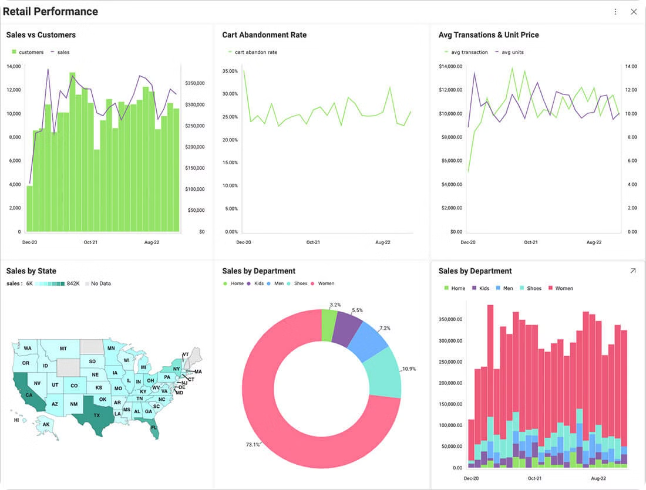 Retail Performance
Sales vs Customers
customers sales
14,000
12,000
10,000
8,000
6,000
4,000
2,000
0
$350,000
$300,000
$250,000
$200,000
$150,000
$100,000
$50,000
$0
Dec-20 Oct-21 Aug-22
Cart Abandonment Rate
cart abandon rate
35.00%
30.00%
25.00%
20.00%
15.00%
10.00%
5.00%
0.00%
Dec-20 Oct-21 Aug-22
Avg Transations & Unit Price
avg transaction avg units
$14,000.00
$12,000.00
$10,000.00
$8,000.00
$6,000.00
$4,000.00
$2,000.00
$0.00
14.00
12.00
10.00
8.00
6.00
4.00
2.00
0.00
Dec-20 Oct-21 Aug-22
Sales by State
sales: 6K 842K No Data
WA MT MN VT
OR ID SD WI MI NY MA
NV UT CO NE IA IL IN OH PA CT
CA AZ NM KS MO KY WV VA NJ DE MD
OK AR TN NC
TX LA MS AL GA SC
HI AK FL
Sales by Department
Home Kids Men Shoes Women
3.2%
5.5%
7.3%
10.9%
73.1%
Sales by Department
Home Kids Men Shoes Women
350,000.00
300,000.00
250,000.00
200,000.00
150,000.00
100,000.00
50,000.00
0.00
Dec-20 Oct-21 Aug-22